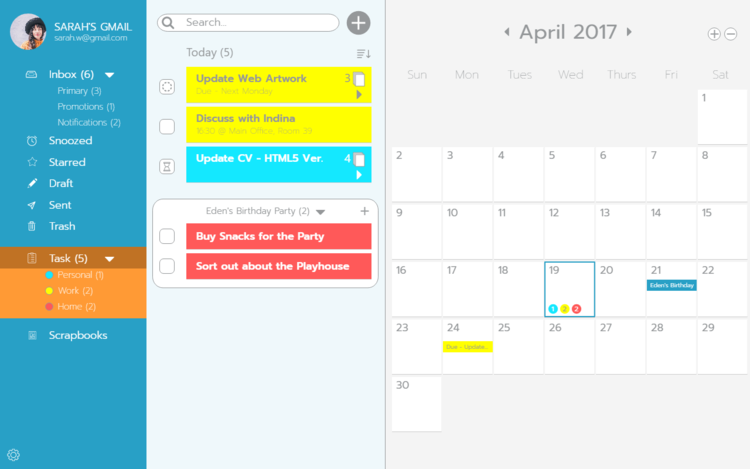 SARAH'S GMAIL
sarah.w@gmail.com
Inbox (6)
Primary (3)
Promotions (1)
Notifications (2)
Snoozed
Starred
Draft
Sent
Trash
Task (5)
Personal (1)
Work (2)
Home (2)
Scrapbooks
Search...
Today (5)
Update Web Artwork 3
Due - Next Monday
Discuss with Indina
16:30 @ Main Office, Room 39
Update CV - HTML5 Ver. 4
Eden's Birthday Party (2)
Buy Snacks for the Party
Sort out about the Playhouse
April 2017
Sun Mon Tues Wed Thurs Fri Sat
1
2 3 4 5 6 7 8
9 10 11 12 13 14 15
16 17 18 19 20 21 22
Eden's Birthday
1 2 2
23 24 25 26 27 28 29
Due - Update...
30